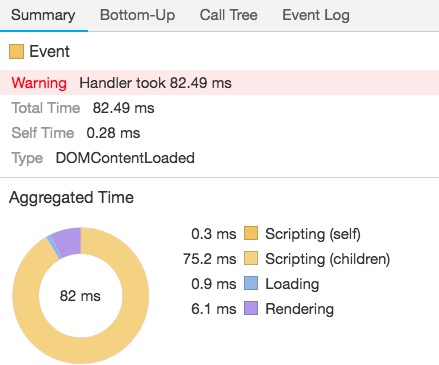 Summary Bottom-Up Call Tree Event Log
Event
Warning Handler took 82.49 ms
Total Time 82.49 ms
Self Time 0.28 ms
Type DOMContentLoaded
Aggregated Time
82 ms
0.3 ms Scripting (self)
75.2 ms Scripting (children)
0.9 ms Loading
6.1 ms Rendering